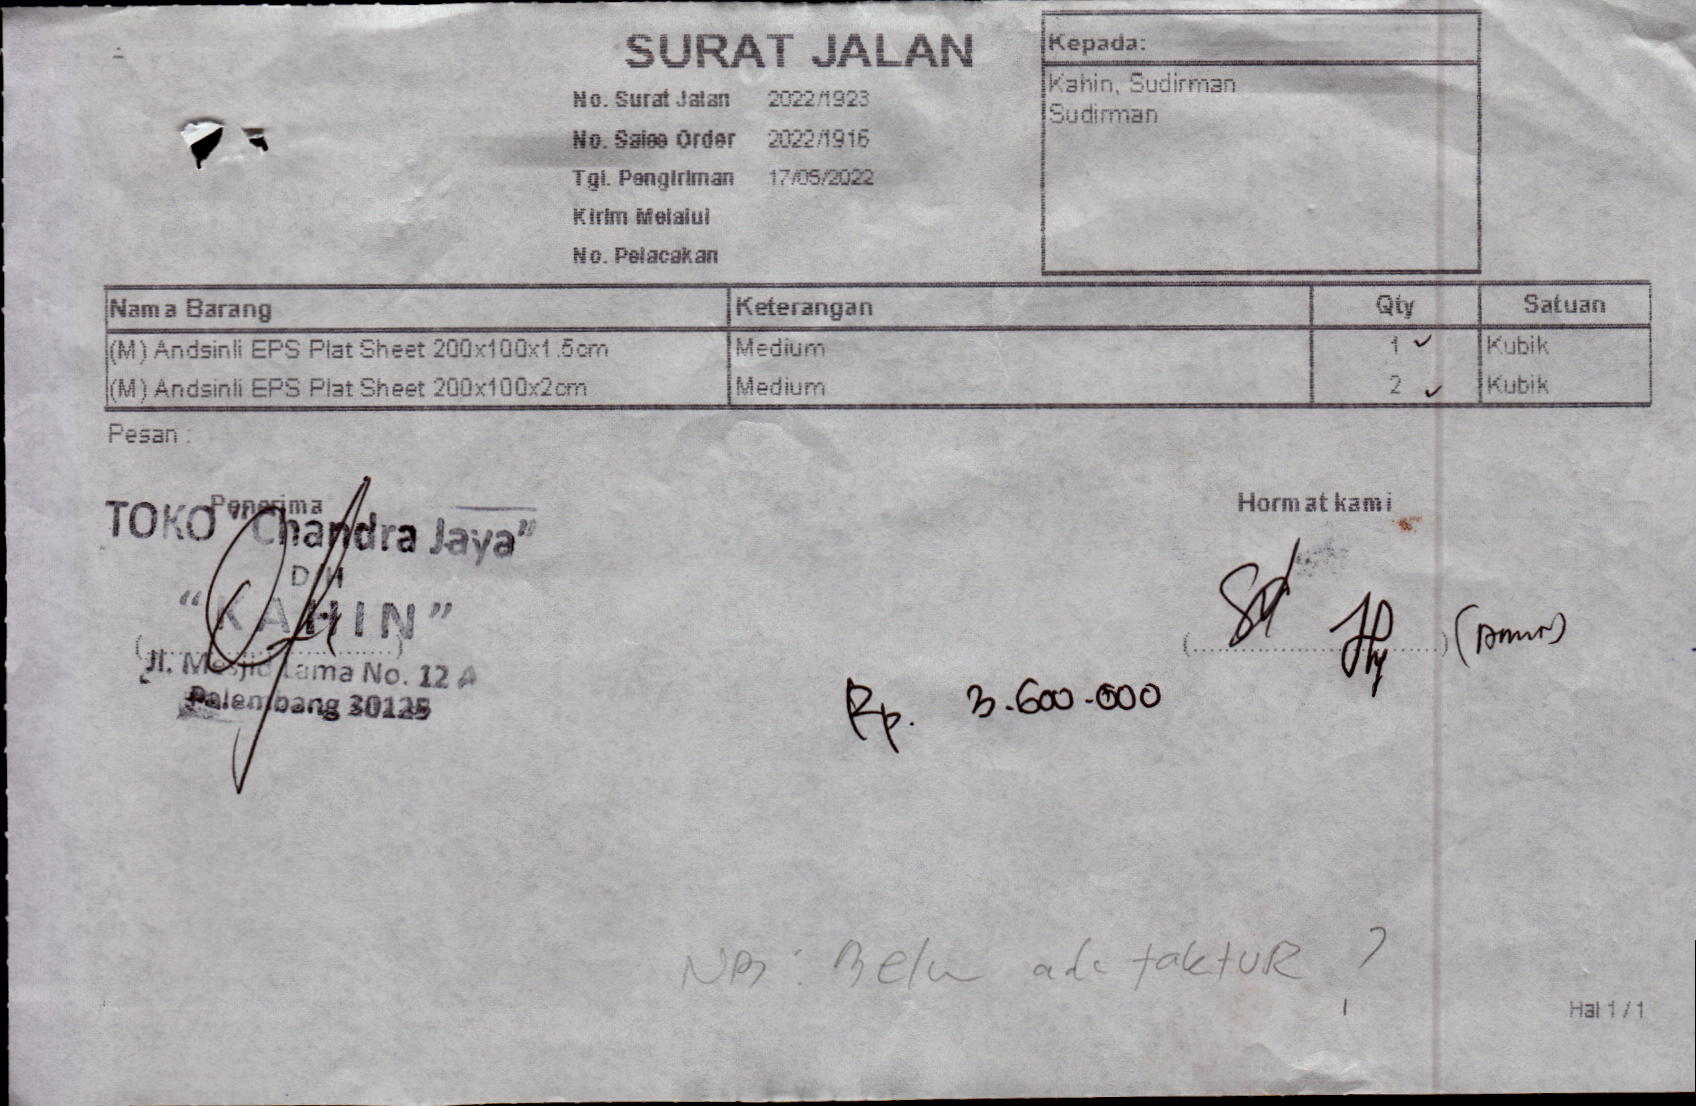 SURAT JALAN
No. Surat Jalan 2022/1923
No. Sales Order 2022/1916
Tgl. Pengiriman 17/05/2022
Kirim Melalui
No. Pelacakan
Kepada:
Kahin, Sudirman
Sudirman
Nama Barang Keterangan Qty Satuan
(M) Andsinli EPS Plat Sheet 200x100x1.5cm Medium 1 Kubik
(M) Andsinli EPS Plat Sheet 200x100x2cm Medium 2 Kubik
Pesan :
Penerima
TOKO "Chandra Jaya"
D/H
"KAHIN"
Jl. Mesjid Lama No. 12 A
Palembang 30125
Hormat kami
Rp. 3.600.000
NB : Belu ada faktur ?
Hal 1 / 1